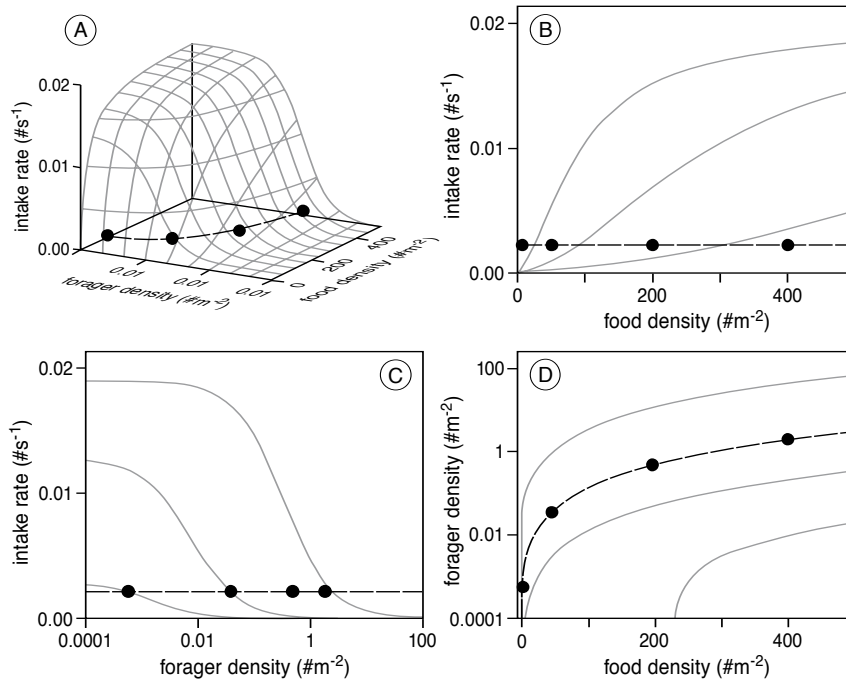 A
0.02
0.01
0.00
intake rate (#s-1)
0.01
0.01
0.01
forager density (#m-2)
0
200
400
food density (#m-2)
B
0.02
0.01
0.00
intake rate (#s-1)
0
200
400
food density (#m-2)
C
0.02
0.01
0.00
intake rate (#s-1)
0.0001
0.01
1
100
forager density (#m-2)
D
100
1
0.01
0.0001
forager density (#m-2)
0
200
400
food density (#m-2)